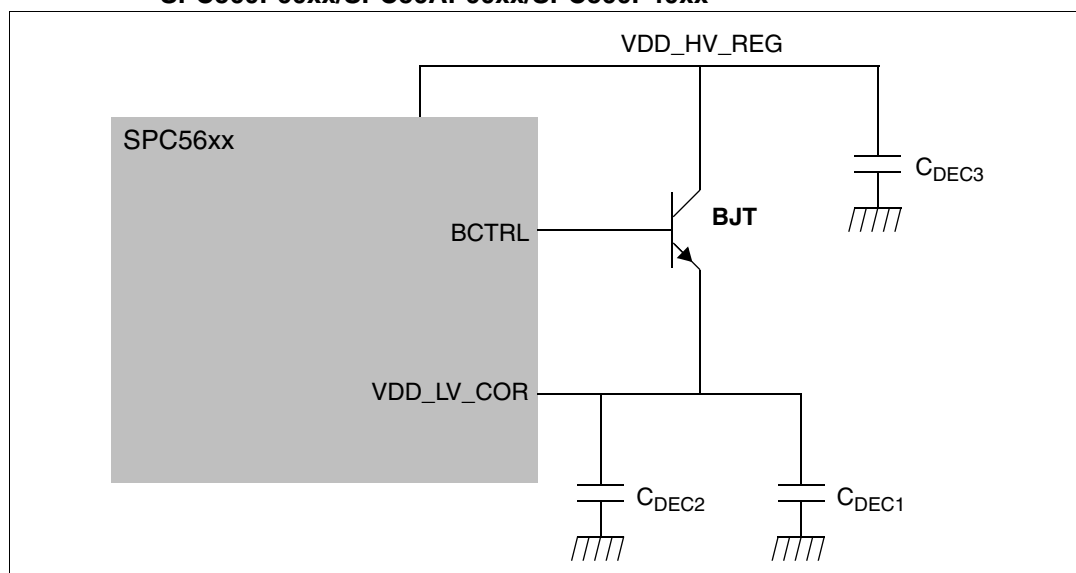 VDD_HV_REG
SPC56xx
CDEC3
BJT
BCTRL
VDD_LV_COR
CDEC2
CDEC1